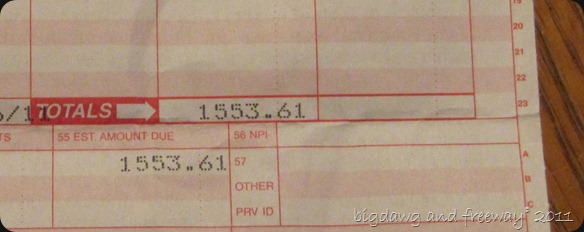 19
20
21
22
TOTALS 1553.61 23
55 EST. AMOUNT DUE 56 NPI
1553.61 57 A
OTHER B
PRV ID C
bigdawg and freeway® 2011